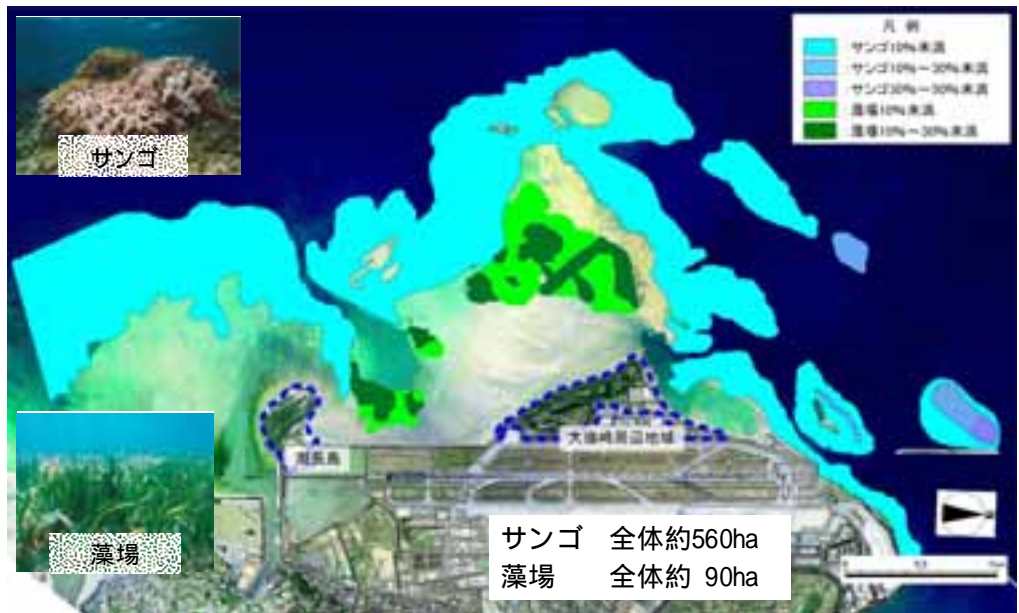 サンゴ
凡例
サンゴ10%未満
サンゴ10%~30%未満
サンゴ30%~50%未満
藻場10%未満
藻場10%~30%未満
瀬長島
大嶺崎周辺地域
藻場
サンゴ 全体約560ha
藻場 全体約 90ha